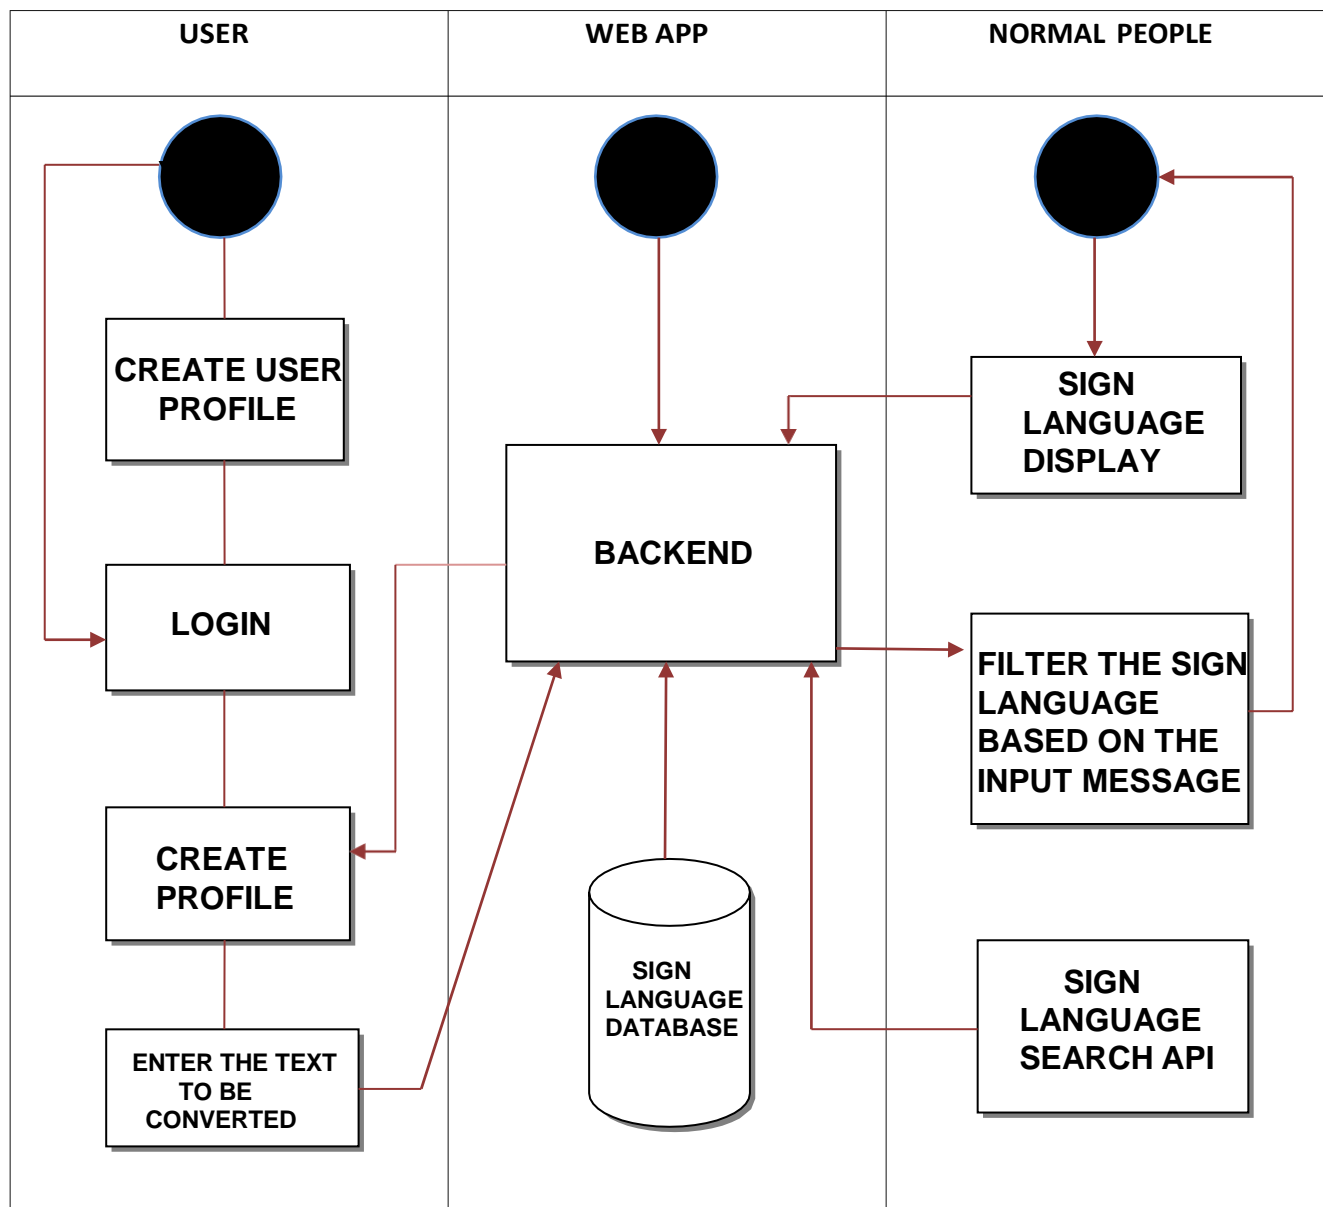 USER
WEB APP
NORMAL PEOPLE
CREATE USER
PROFILE
LOGIN
CREATE
PROFILE
ENTER THE TEXT
TO BE
CONVERTED
BACKEND
SIGN
LANGUAGE
DATABASE
SIGN
LANGUAGE
DISPLAY
FILTER THE SIGN
LANGUAGE
BASED ON THE
INPUT MESSAGE
SIGN
LANGUAGE
SEARCH API